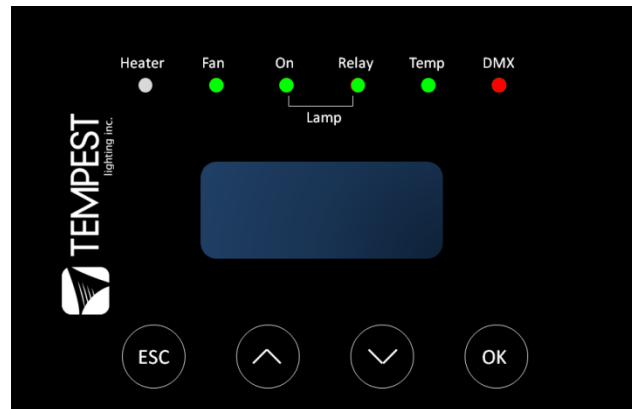 Heater Fan On Relay Temp DMX
Lamp
TEMPEST
lighting inc.
ESC OK